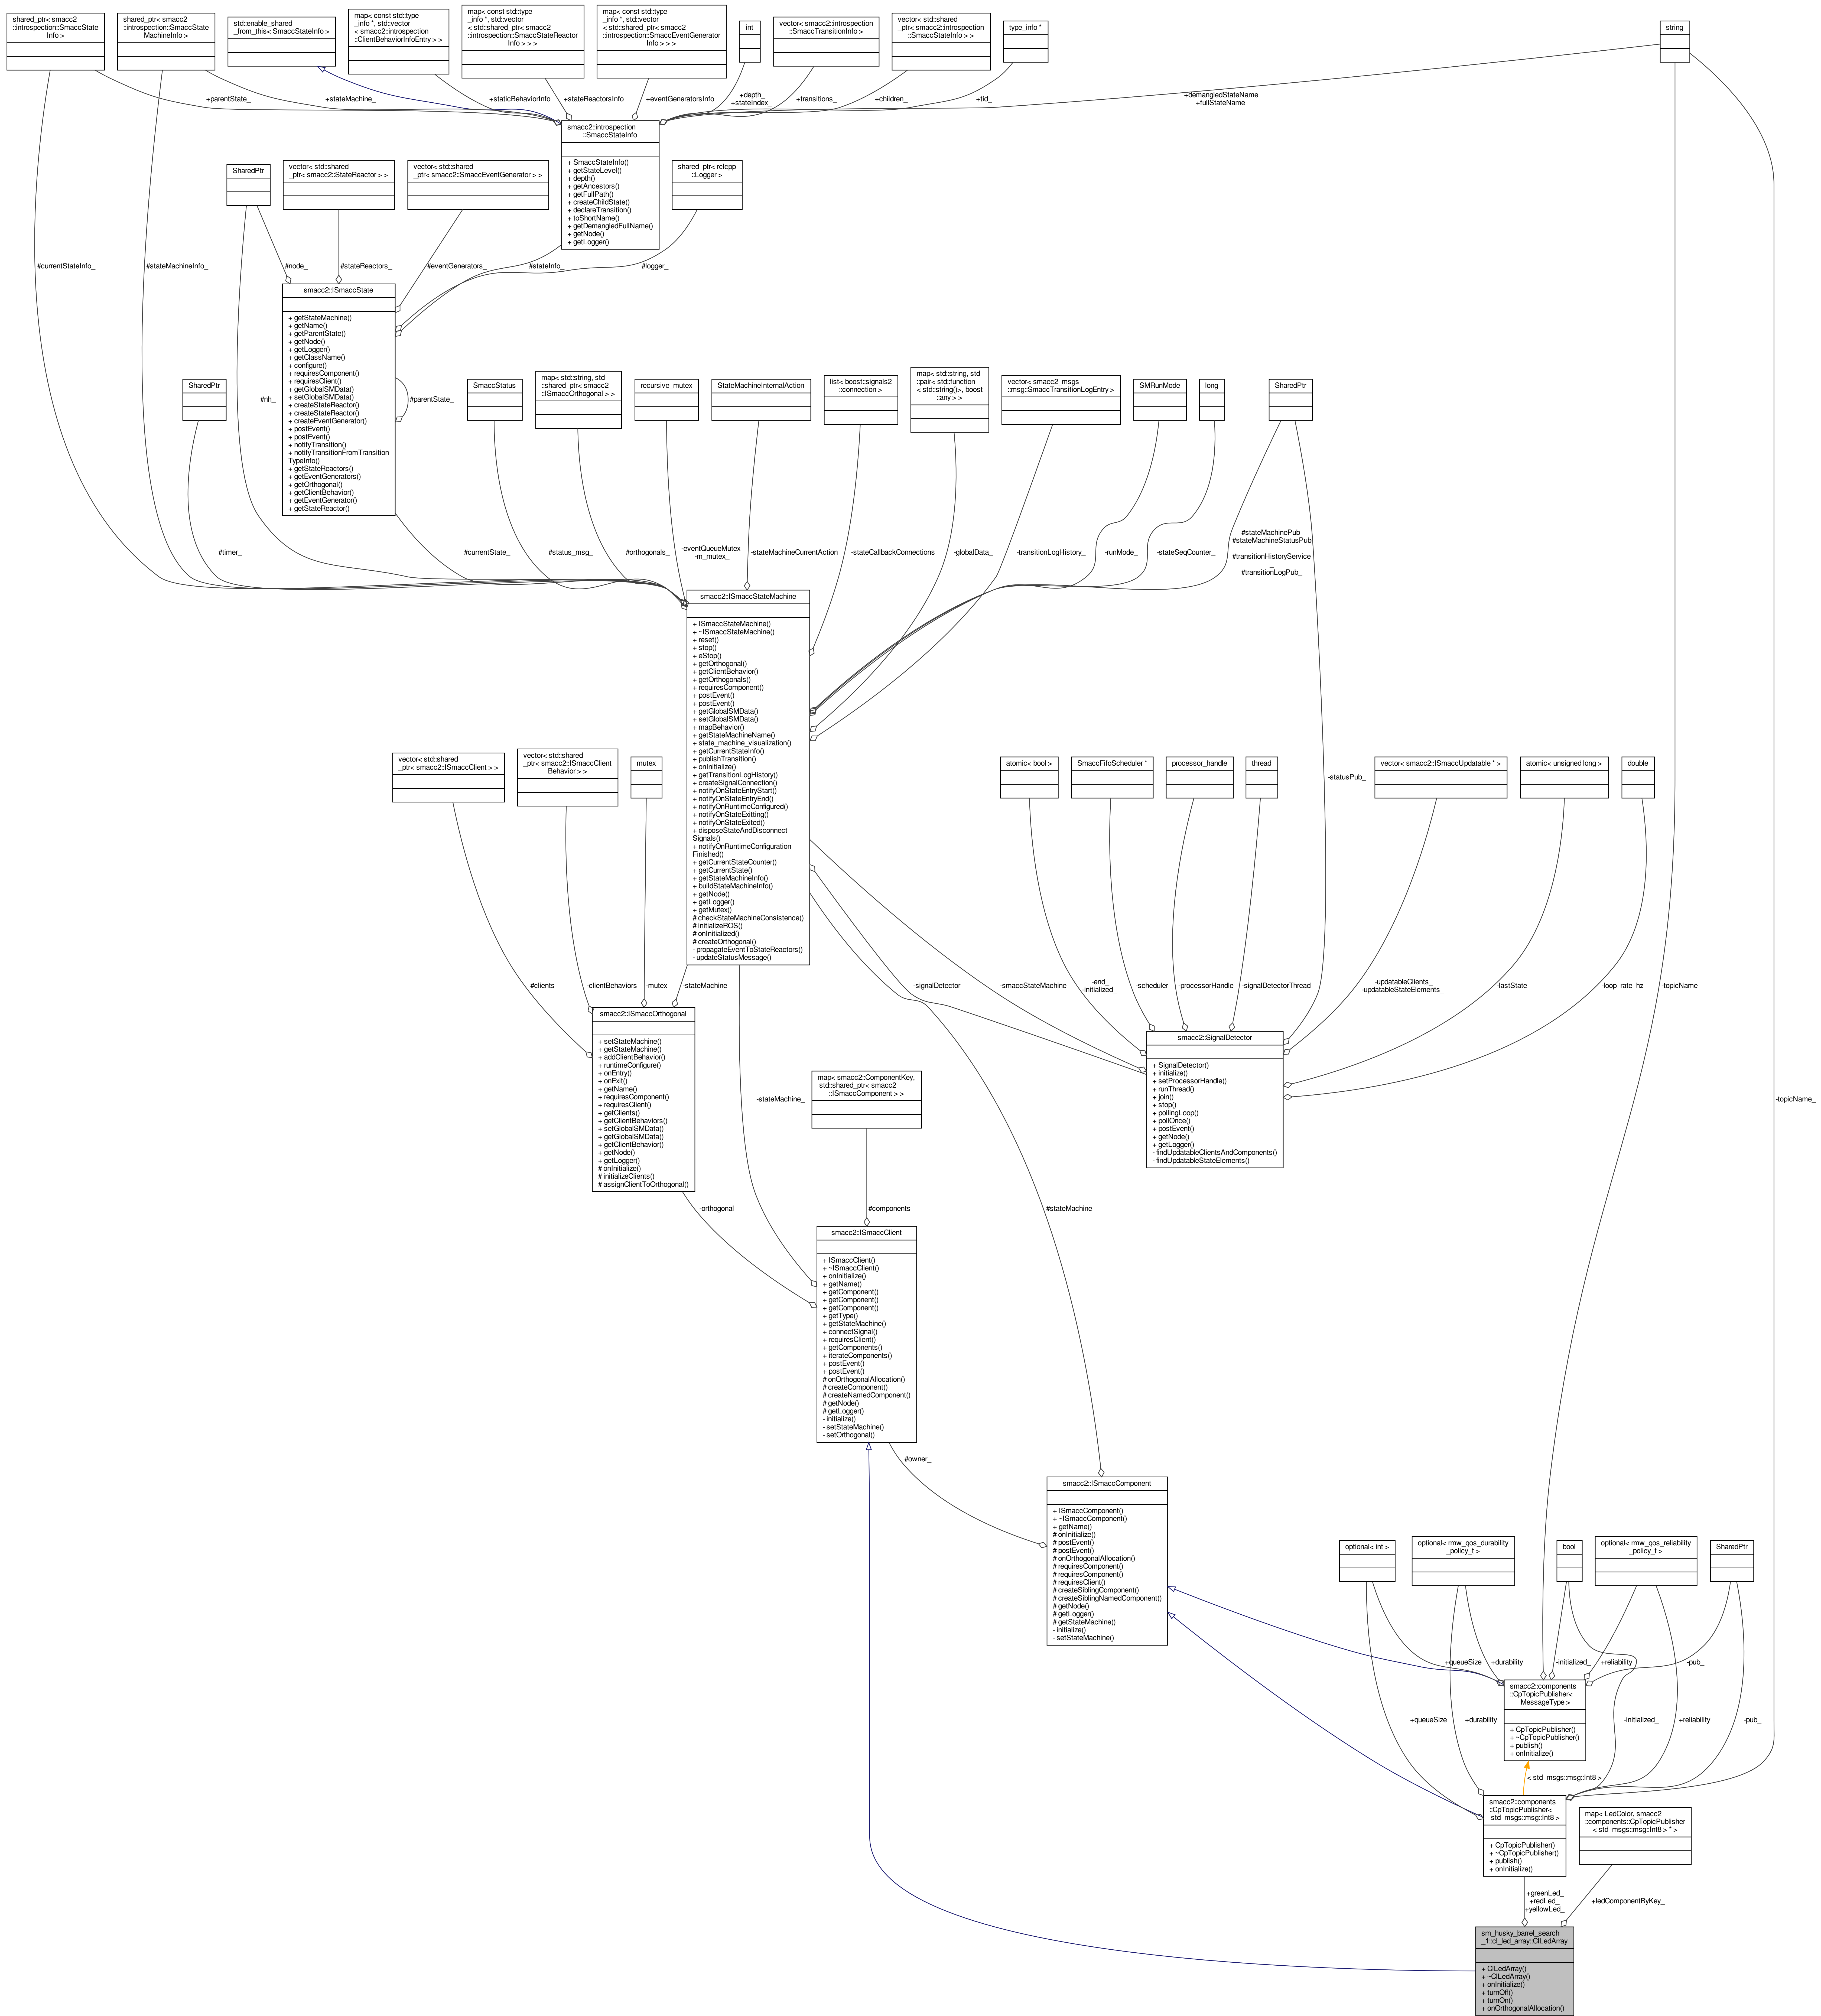 shared_ptr< smacc2
::introspection::SmaccState
Info >
shared_ptr< smacc2
::introspection::SmaccState
MachineInfo >
std::enable_shared
_from_this< SmaccStateInfo >
map< const std::type
_info *, std::vector
< smacc2::introspection
::ClientBehaviorInfoEntry > >
map< const std::type
_info *, std::vector
< std::shared_ptr< smacc2
::introspection::SmaccStateReactor
Info > > >
map< const std::type
_info *, std::vector
< std::shared_ptr< smacc2
::introspection::SmaccEventGenerator
Info > > >
int
vector< smacc2::introspection
::SmaccTransitionInfo >
vector< std::shared
_ptr< smacc2::introspection
::SmaccStateInfo > >
type_info *
string
+parentState_
+stateMachine_
+staticBehaviorInfo
+stateReactorsInfo
+eventGeneratorsInfo
+depth_
+stateIndex_
+transitions_
+children_
+tid_
+demangledStateName
+fullStateName
smacc2::introspection
::SmaccStateInfo
+ SmaccStateInfo()
+ getStateLevel()
+ depth()
+ getAncestors()
+ getFullPath()
+ createChildState()
+ declareTransition()
+ toShortName()
+ getDemangledFullName()
+ getNode()
+ getLogger()
SharedPtr
vector< std::shared
_ptr< smacc2::StateReactor > >
vector< std::shared
_ptr< smacc2::SmaccEventGenerator > >
shared_ptr< rclcpp
::Logger >
#currentStateInfo_
#stateMachineInfo_
#node_
#stateReactors_
#eventGenerators_
#stateInfo_
#logger_
smacc2::ISmaccState
+ getStateMachine()
+ getName()
+ getParentState()
+ getNode()
+ getLogger()
+ getClassName()
+ configure()
+ requiresComponent()
+ requiresClient()
+ getGlobalSMData()
+ setGlobalSMData()
+ createStateReactor()
+ createStateReactor()
+ createEventGenerator()
+ postEvent()
+ postEvent()
+ notifyTransition()
+ notifyTransitionFromTransition
TypeInfo()
+ getStateReactors()
+ getEventGenerators()
+ getOrthogonal()
+ getClientBehavior()
+ getEventGenerator()
+ getStateReactor()
#nh_
#parentState_
SharedPtr
SmaccStatus
map< std::string, std
::shared_ptr< smacc2
::ISmaccOrthogonal > >
recursive_mutex
StateMachineInternalAction
list< boost::signals2
::connection >
map< std::string, std
::pair< std::function
< std::string()>, boost
::any > >
vector< smacc2_msgs
::msg::SmaccTransitionLogEntry >
SMRunMode
long
SharedPtr
#timer_
#currentState_
#status_msg_
#orthogonals_
-eventQueueMutex_
-m_mutex_
-stateMachineCurrentAction
-stateCallbackConnections
-globalData_
-transitionLogHistory_
-runMode_
-stateSeqCounter_
#stateMachinePub_
#stateMachineStatusPub
_
#transitionHistoryService
_
#transitionLogPub_
smacc2::ISmaccStateMachine
+ ISmaccStateMachine()
+ ~ISmaccStateMachine()
+ reset()
+ stop()
+ eStop()
+ getOrthogonal()
+ getClientBehavior()
+ getOrthogonals()
+ requiresComponent()
+ postEvent()
+ postEvent()
+ getGlobalSMData()
+ setGlobalSMData()
+ mapBehavior()
+ getStateMachineName()
+ state_machine_visualization()
+ getCurrentStateInfo()
+ publishTransition()
+ onInitialize()
+ getTransitionLogHistory()
+ createSignalConnection()
+ notifyOnStateEntryStart()
+ notifyOnStateEntryEnd()
+ notifyOnRuntimeConfigured()
+ notifyOnStateExitting()
+ notifyOnStateExited()
+ disposeStateAndDisconnect
Signals()
+ notifyOnRuntimeConfiguration
Finished()
+ getCurrentStateCounter()
+ getCurrentState()
+ getStateMachineInfo()
+ buildStateMachineInfo()
+ getNode()
+ getLogger()
+ getMutex()
# checkStateMachineConsistence()
# initializeROS()
# onInitialized()
# createOrthogonal()
- propagateEventToStateReactors()
- updateStatusMessage()
vector< std::shared
_ptr< smacc2::ISmaccClient > >
vector< std::shared
_ptr< smacc2::ISmaccClient
Behavior > >
mutex
atomic< bool >
SmaccFifoScheduler *
processor_handle
thread
-statusPub_
vector< smacc2::ISmaccUpdatable * >
atomic< unsigned long >
double
#clients_
-clientBehaviors_
-mutex_
-stateMachine_
-signalDetector_
-smaccStateMachine_
-end_
-initialized_
-scheduler_
-processorHandle_
-signalDetectorThread_
-updatableClients_
-updatableStateElements_
-lastState_
-loop_rate_hz
-topicName_
smacc2::ISmaccOrthogonal
+ setStateMachine()
+ getStateMachine()
+ addClientBehavior()
+ runtimeConfigure()
+ onEntry()
+ onExit()
+ getName()
+ requiresComponent()
+ requiresClient()
+ getClients()
+ getClientBehaviors()
+ setGlobalSMData()
+ getGlobalSMData()
+ getClientBehavior()
+ getNode()
+ getLogger()
# onInitialize()
# initializeClients()
# assignClientToOrthogonal()
smacc2::SignalDetector
+ SignalDetector()
+ initialize()
+ setProcessorHandle()
+ runThread()
+ join()
+ stop()
+ pollingLoop()
+ pollOnce()
+ postEvent()
+ getNode()
+ getLogger()
- findUpdatableClientsAndComponents()
- findUpdatableStateElements()
-stateMachine_
map< smacc2::ComponentKey,
std::shared_ptr< smacc2
::ISmaccComponent > >
-topicName_
-orthogonal_
#components_
#stateMachine_
smacc2::ISmaccClient
+ ISmaccClient()
+ ~ISmaccClient()
+ onInitialize()
+ getName()
+ getComponent()
+ getComponent()
+ getComponent()
+ getType()
+ getStateMachine()
+ connectSignal()
+ requiresClient()
+ getComponents()
+ iterateComponents()
+ postEvent()
+ postEvent()
# onOrthogonalAllocation()
# createComponent()
# createNamedComponent()
# getNode()
# getLogger()
- initialize()
- setStateMachine()
- setOrthogonal()
#owner_
smacc2::ISmaccComponent
+ ISmaccComponent()
+ ~ISmaccComponent()
+ getName()
# onInitialize()
# postEvent()
# postEvent()
# onOrthogonalAllocation()
# requiresComponent()
# requiresComponent()
# requiresClient()
# createSiblingComponent()
# createSiblingNamedComponent()
# getNode()
# getLogger()
# getStateMachine()
- initialize()
- setStateMachine()
optional< int >
optional< rmw_qos_durability
_policy_t >
bool
optional< rmw_qos_reliability
_policy_t >
SharedPtr
+queueSize
+durability
-initialized_
+reliability
-pub_
smacc2::components
::CpTopicPublisher<
MessageType >
+ CpTopicPublisher()
+ ~CpTopicPublisher()
+ publish()
+ onInitialize()
+queueSize
+durability
-initialized_
+reliability
-pub_
< std_msgs::msg::Int8 >
smacc2::components
::CpTopicPublisher<
std_msgs::msg::Int8 >
+ CpTopicPublisher()
+ ~CpTopicPublisher()
+ publish()
+ onInitialize()
map< LedColor, smacc2
::components::CpTopicPublisher
< std_msgs::msg::Int8 > * >
+greenLed_
+redLed_
+yellowLed_
+ledComponentByKey_
sm_husky_barrel_search
_1::cl_led_array::ClLedArray
+ ClLedArray()
+ ~ClLedArray()
+ onInitialize()
+ turnOff()
+ turnOn()
+ onOrthogonalAllocation()